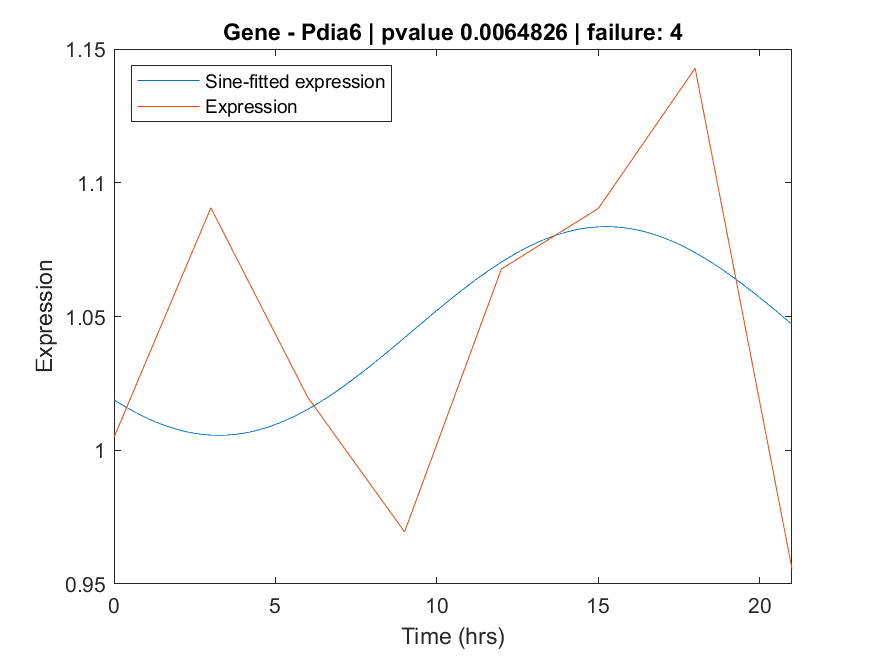 Gene - Pdia6 | pvalue 0.0064826 | failure: 4
1.15
1.1
1.05
1
0.95
Expression
Sine-fitted expression
Expression
0
5
10
15
20
Time (hrs)